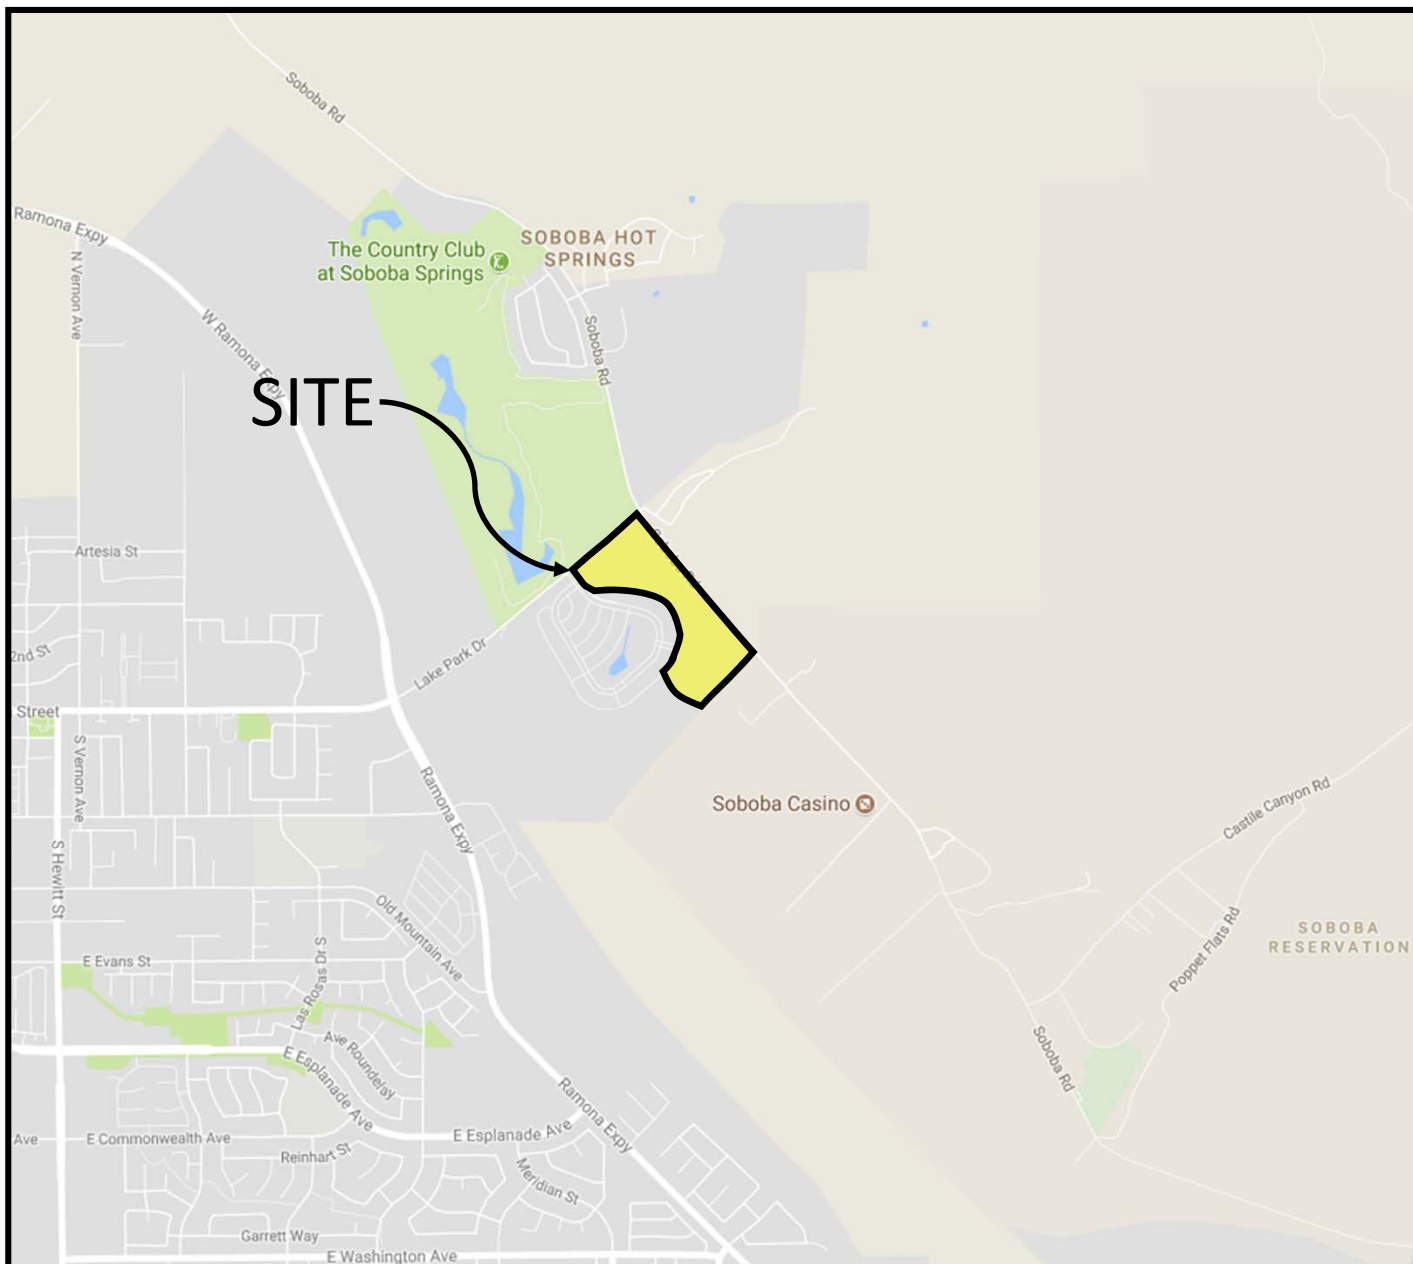 Soboba Rd
Ramona Expy
N Vernon Ave
The Country Club
at Soboba Springs
SOBOBA HOT
SPRINGS
W Ramona Expy
Soboba Rd
SITE
Artesia St
2nd St
Lake Park Dr
Street
S Vernon Ave
Ramona Expy
Soboba Casino
Castile Canyon Rd
S Hewitt St
Old Mountain Ave
Poppet Flats Rd
SOBOBA
RESERVATION
E Evans St
Las Rosas Dr S
Ave Roundelay
Soboba Rd
E Esplanade Ave
Ramona Expy
Ave
E Commonwealth Ave
E Esplanade Ave
Reinhart St
Meridian St
Garrett Way
E Washington Ave